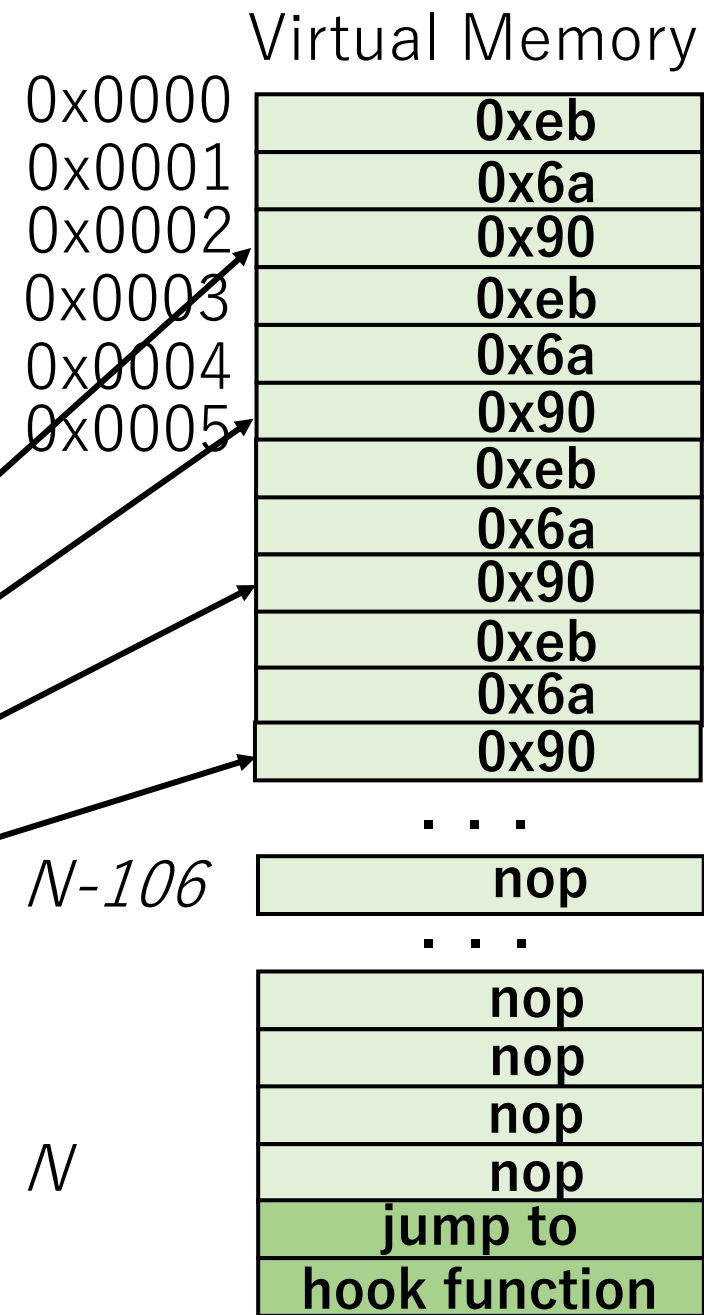 Virtual Memory
0x0000 0xeb
0x0001 0x6a
0x0002 0x90
0x0003 0xeb
0x0004 0x6a
0x0005 0x90
0xeb
0x6a
0x90
0xeb
0x6a
0x90
. . .
N-106 nop
. . .
nop
nop
nop
N nop
jump to
hook function